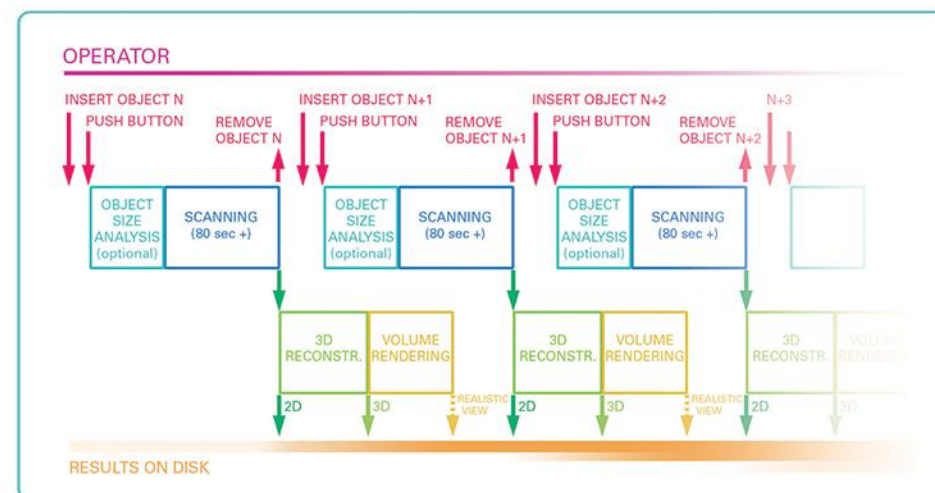 OPERATOR
INSERT OBJECT N
PUSH BUTTON
REMOVE
OBJECT N
INSERT OBJECT N+1
PUSH BUTTON
REMOVE
OBJECT N+1
INSERT OBJECT N+2
PUSH BUTTON
REMOVE
OBJECT N+2
N+3
OBJECT
SIZE
ANALYSIS
(optional)
SCANNING
(80 sec +)
OBJECT
SIZE
ANALYSIS
(optional)
SCANNING
(80 sec +)
OBJECT
SIZE
ANALYSIS
(optional)
SCANNING
(80 sec +)
3D
RECONSTR.
VOLUME
RENDERING
3D
RECONSTR.
VOLUME
RENDERING
3D
RECONSTR.
VOLUME
RENDERING
2D
3D
REALISTIC
VIEW
2D
3D
REALISTIC
VIEW
2D
3D
RESULTS ON DISK